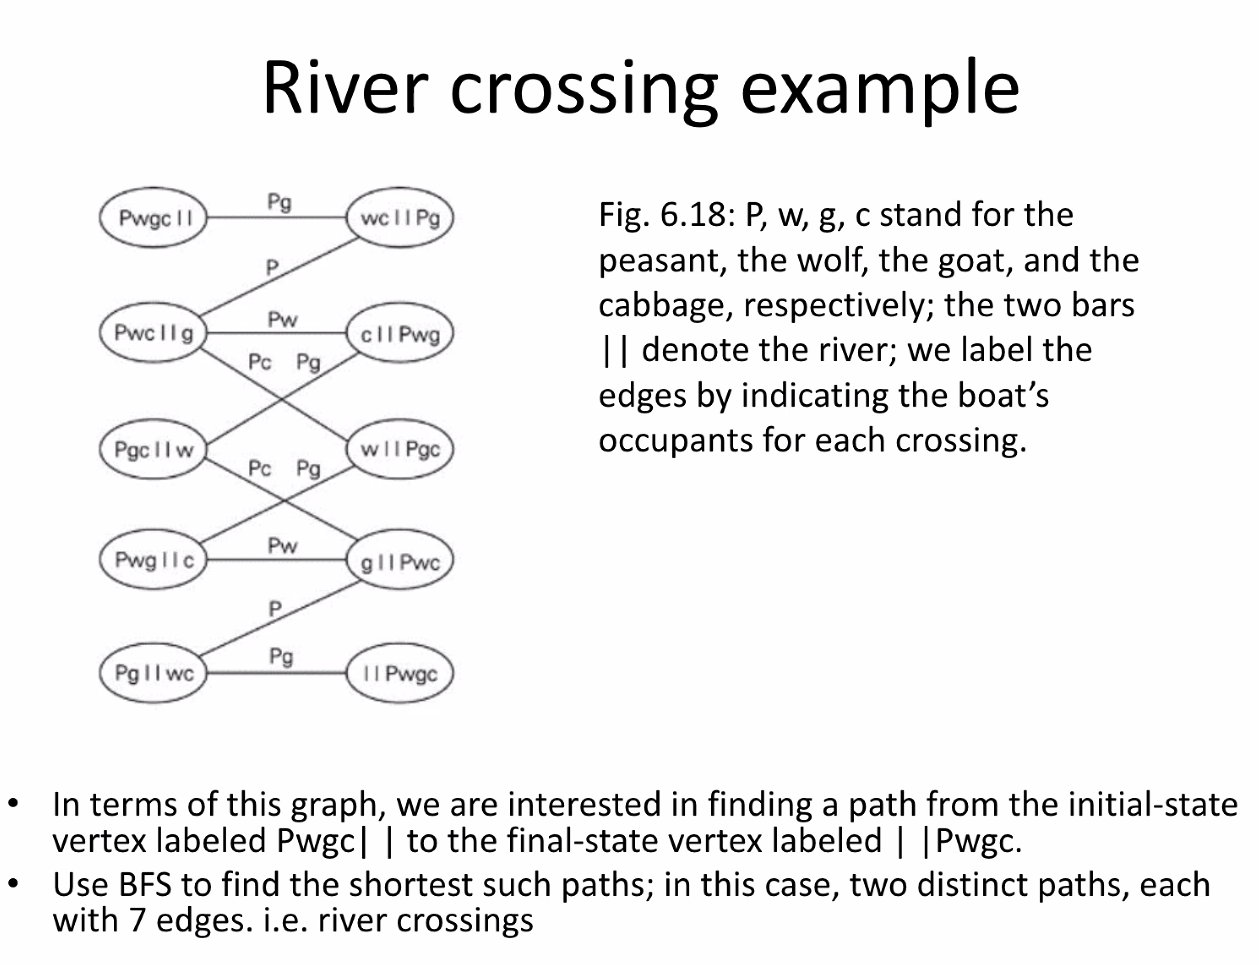 River crossing example
Pwgc||
Pg
wc||Pg
P
Pwc||g
Pw
c||Pwg
Pc Pg
Pgc||w
w||Pgc
Pc Pg
Pwg||c
Pw
g||Pwc
P
Pg||wc
Pg
||Pwgc
Fig. 6.18: P, w, g, c stand for the
peasant, the wolf, the goat, and the
cabbage, respectively; the two bars
|| denote the river; we label the
edges by indicating the boat’s
occupants for each crossing.
• In terms of this graph, we are interested in finding a path from the initial-state
vertex labeled Pwgc| | to the final-state vertex labeled | |Pwgc.
• Use BFS to find the shortest such paths; in this case, two distinct paths, each
with 7 edges. i.e. river crossings